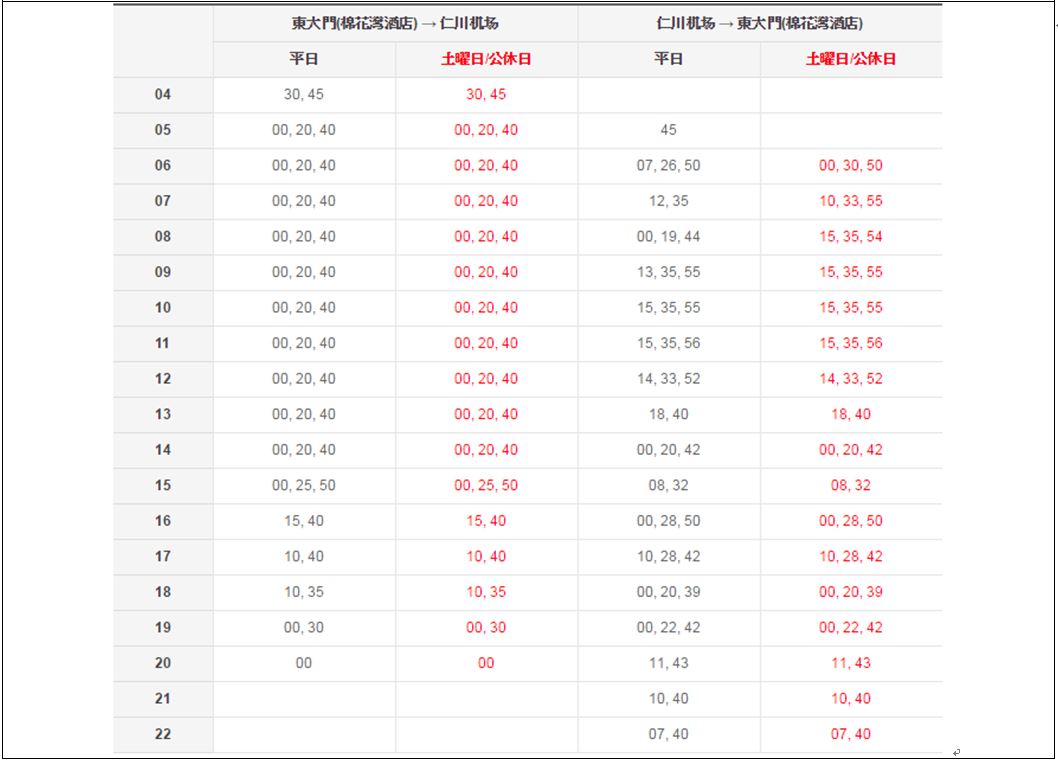 東大門(棉花灣酒店) → 仁川机场 仁川机场 → 東大門(棉花灣酒店)
平日 土曜日/公休日 平日 土曜日/公休日
04 30, 45 30, 45
05 00, 20, 40 00, 20, 40 45
06 00, 20, 40 00, 20, 40 07, 26, 50 00, 30, 50
07 00, 20, 40 00, 20, 40 12, 35 10, 33, 55
08 00, 20, 40 00, 20, 40 00, 19, 44 15, 35, 54
09 00, 20, 40 00, 20, 40 13, 35, 55 15, 35, 55
10 00, 20, 40 00, 20, 40 15, 35, 55 15, 35, 55
11 00, 20, 40 00, 20, 40 15, 35, 56 15, 35, 56
12 00, 20, 40 00, 20, 40 14, 33, 52 14, 33, 52
13 00, 20, 40 00, 20, 40 18, 40 18, 40
14 00, 20, 40 00, 20, 40 00, 20, 42 00, 20, 42
15 00, 25, 50 00, 25, 50 08, 32 08, 32
16 15, 40 15, 40 00, 28, 50 00, 28, 50
17 10, 40 10, 40 10, 28, 42 10, 28, 42
18 10, 35 10, 35 00, 20, 39 00, 20, 39
19 00, 30 00, 30 00, 22, 42 00, 22, 42
20 00 00 11, 43 11, 43
21 10, 40 10, 40
22 07, 40 07, 40